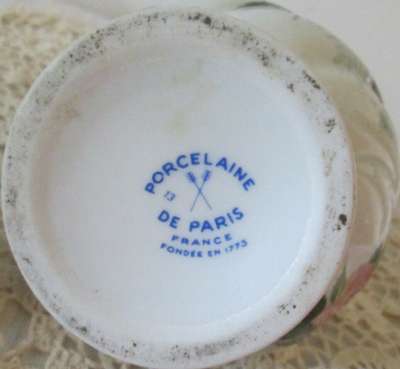 PORCELAINE
13
DE PARIS
FRANCE
FONDÉE EN 1773